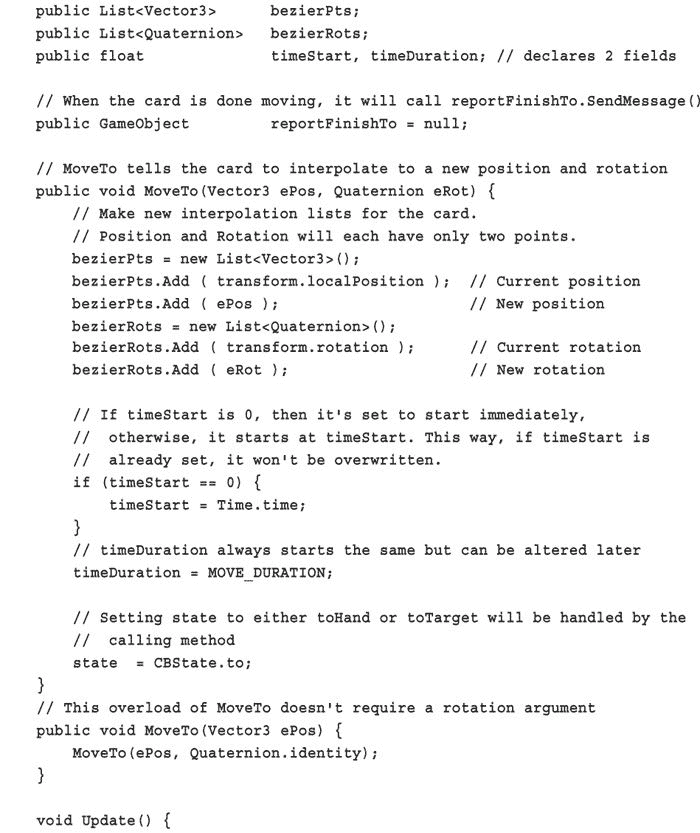 public List<Vector3>      bezierPts;
public List<Quaternion>   bezierRots;
public float              timeStart, timeDuration; // declares 2 fields

// When the card is done moving, it will call reportFinishTo.SendMessage()
public GameObject         reportFinishTo = null;

// MoveTo tells the card to interpolate to a new position and rotation
public void MoveTo(Vector3 ePos, Quaternion eRot) {
    // Make new interpolation lists for the card.
    // Position and Rotation will each have only two points.
    bezierPts = new List<Vector3>();
    bezierPts.Add ( transform.localPosition );  // Current position
    bezierPts.Add ( ePos );                     // New position
    bezierRots = new List<Quaternion>();
    bezierRots.Add ( transform.rotation );      // Current rotation
    bezierRots.Add ( eRot );                    // New rotation

    // If timeStart is 0, then it's set to start immediately,
    //  otherwise, it starts at timeStart. This way, if timeStart is
    //  already set, it won't be overwritten.
    if (timeStart == 0) {
        timeStart = Time.time;
    }
    // timeDuration always starts the same but can be altered later
    timeDuration = MOVE_DURATION;

    // Setting state to either toHand or toTarget will be handled by the
    //  calling method
    state  = CBState.to;
}
// This overload of MoveTo doesn't require a rotation argument
public void MoveTo(Vector3 ePos) {
    MoveTo(ePos, Quaternion.identity);
}

void Update() {